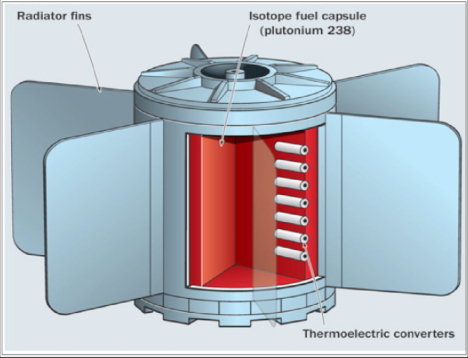 Radiator fins
Isotope fuel capsule
(plutonium 238)
Thermoelectric converters